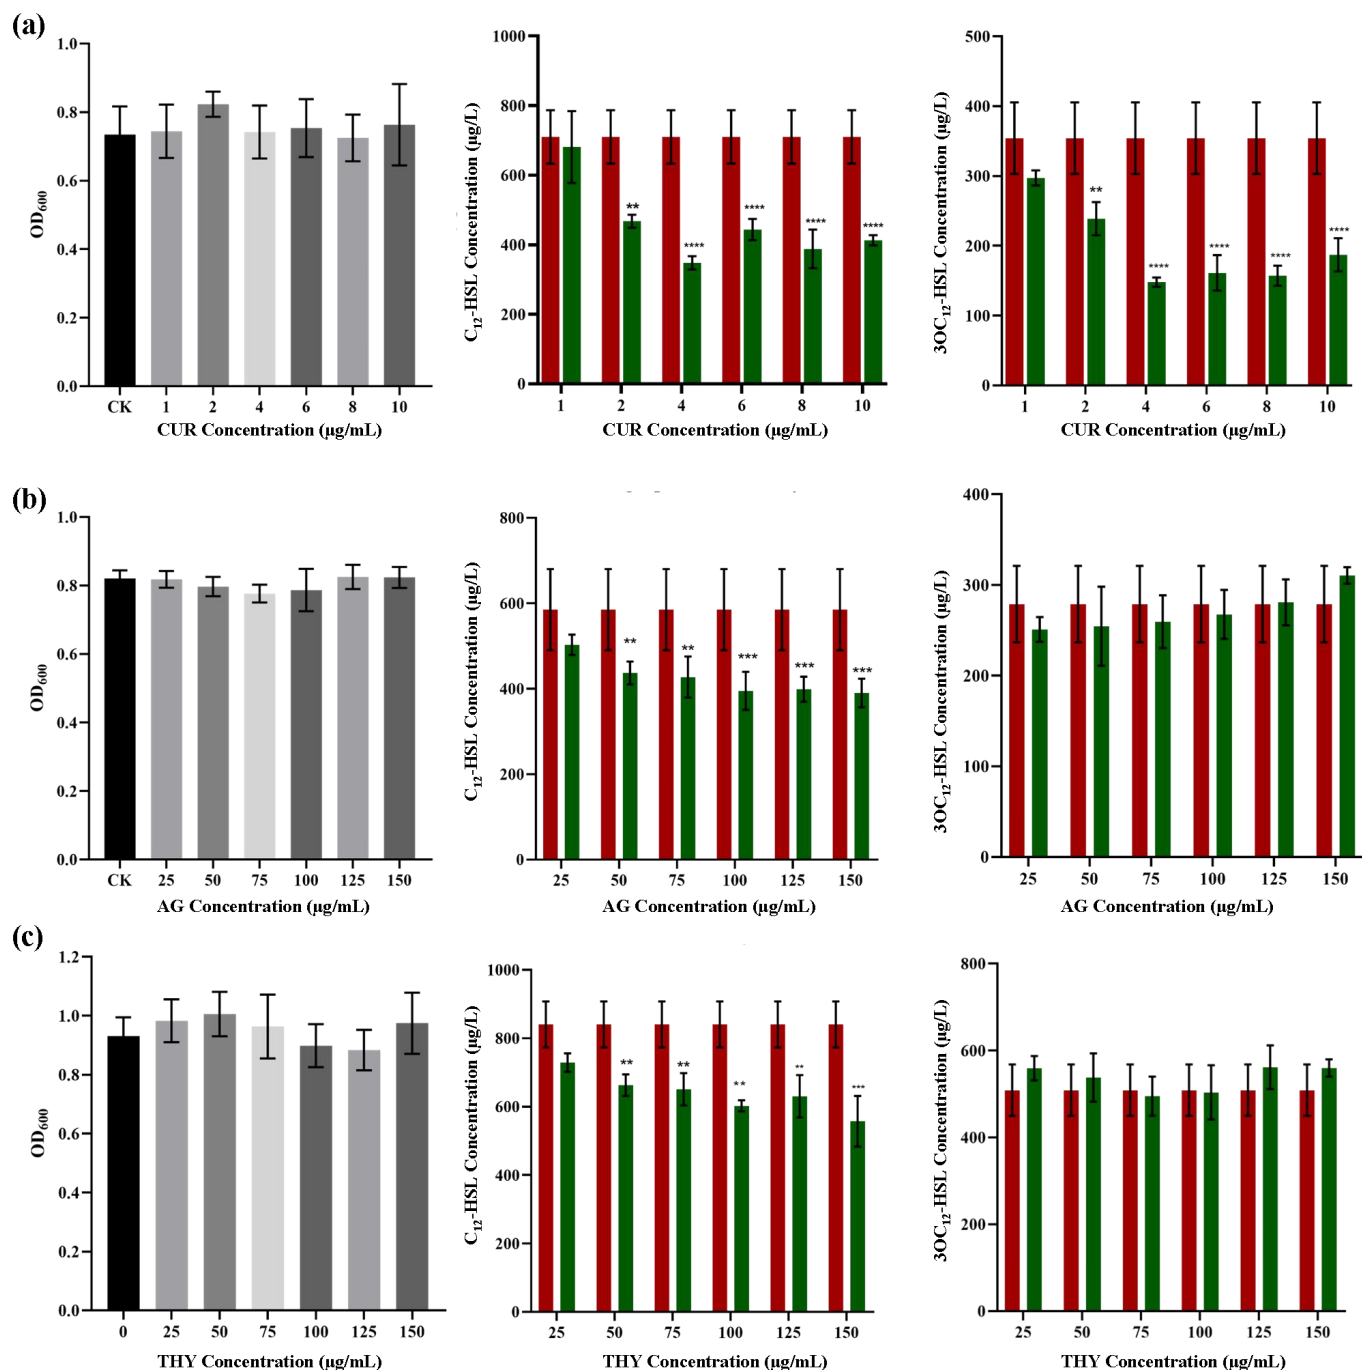 (a)
OD600
1.0
0.8
0.6
0.4
0.2
0.0
CK 1 2 4 6 8 10
CUR Concentration (µg/mL)
C12-HSL Concentration (µg/L)
1000
800
600
400
200
0
** **** **** **** ****
1 2 4 6 8 10
CUR Concentration (µg/mL)
3OC12-HSL Concentration (µg/L)
500
400
300
200
100
0
** **** **** **** ****
1 2 4 6 8 10
CUR Concentration (µg/mL)
(b)
OD600
1.0
0.8
0.6
0.4
0.2
0.0
CK 25 50 75 100 125 150
AG Concentration (µg/mL)
C12-HSL Concentration (µg/L)
800
600
400
200
0
** ** *** *** ***
25 50 75 100 125 150
AG Concentration (µg/mL)
3OC12-HSL Concentration (µg/L)
400
300
200
100
0
25 50 75 100 125 150
AG Concentration (µg/mL)
(c)
OD600
1.2
1.0
0.8
0.6
0.4
0.2
0.0
0 25 50 75 100 125 150
THY Concentration (µg/mL)
C12-HSL Concentration (µg/L)
1000
800
600
400
200
0
** ** ** ** ***
25 50 75 100 125 150
THY Concentration (µg/mL)
3OC12-HSL Concentration (µg/L)
800
600
400
200
0
25 50 75 100 125 150
THY Concentration (µg/mL)